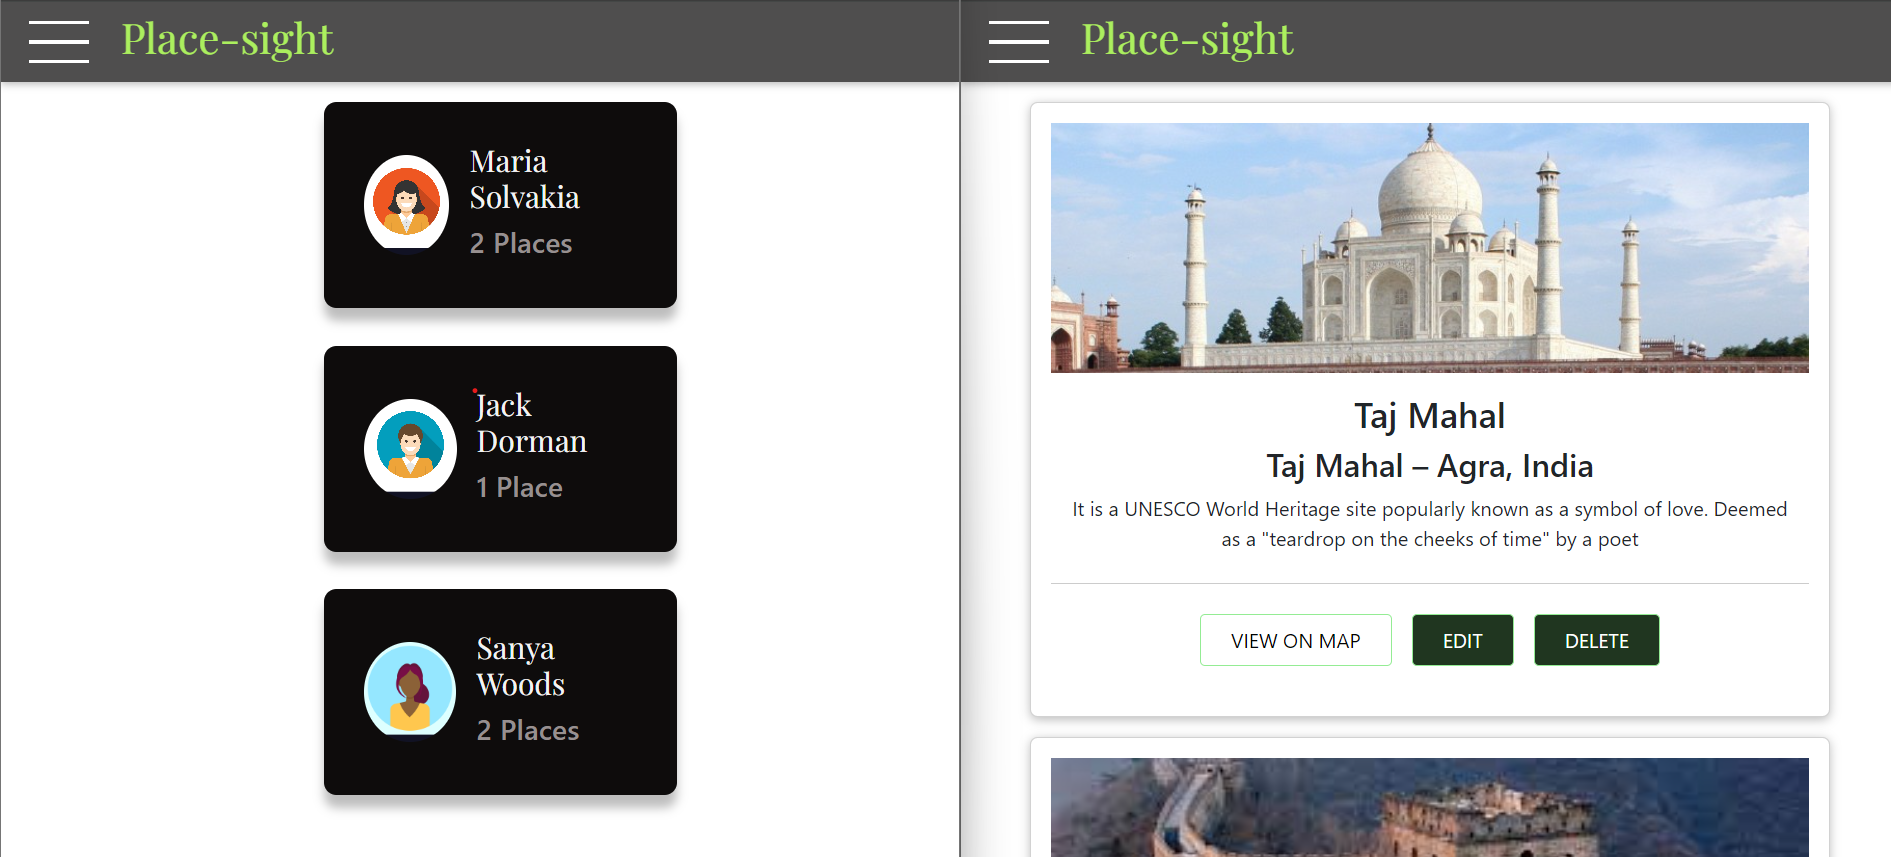 Place-sight
Maria
Solvakia
2 Places
Jack
Dorman
1 Place
Sanya
Woods
2 Places
Place-sight
Taj Mahal
Taj Mahal – Agra, India
It is a UNESCO World Heritage site popularly known as a symbol of love. Deemed
as a "teardrop on the cheeks of time" by a poet
VIEW ON MAP
EDIT
DELETE